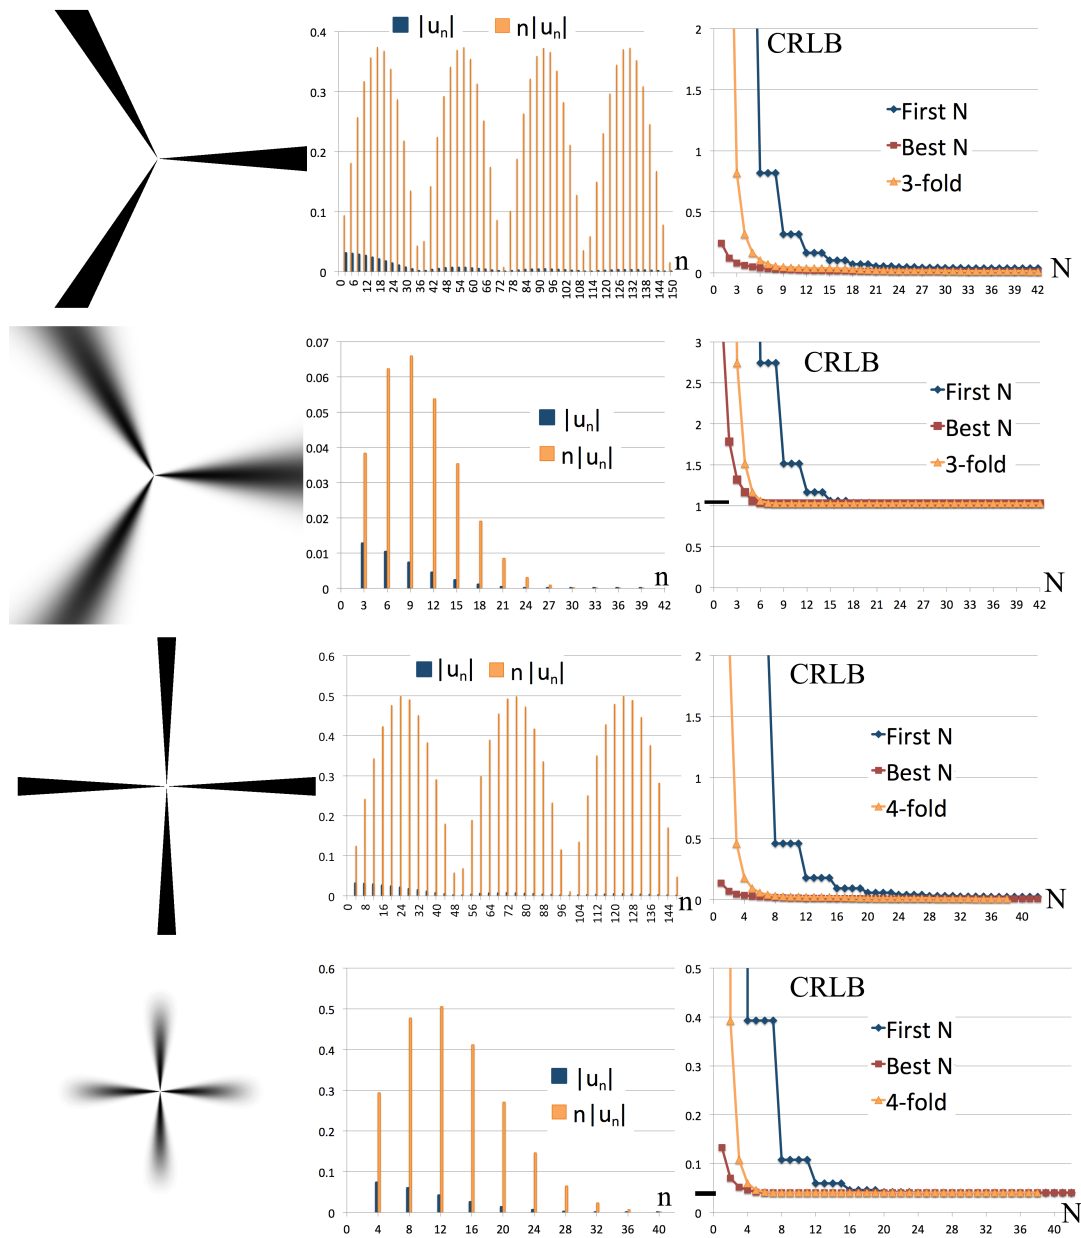 |uₙ| n|uₙ|
0.4
0.3
0.2
0.1
0
0 6 12 18 24 30 36 42 48 54 60 66 72 78 84 90 96 102 108 114 120 126 132 138 144 150
n
CRLB
2
1.5
1
0.5
0
First N
Best N
3-fold
0 3 6 9 12 15 18 21 24 27 30 33 36 39 42
N
0.07
0.06
0.05
0.04
0.03
0.02
0.01
0
|uₙ|
n|uₙ|
0 3 6 9 12 15 18 21 24 27 30 33 36 39 42
n
CRLB
3
2.5
2
1.5
1
0.5
0
First N
Best N
3-fold
0 3 6 9 12 15 18 21 24 27 30 33 36 39 42
N
|uₙ| n|uₙ|
0.6
0.5
0.4
0.3
0.2
0.1
0
0 8 16 24 32 40 48 56 64 72 80 88 96 104 112 120 128 136 144
n
CRLB
2
1.5
1
0.5
0
First N
Best N
4-fold
0 4 8 12 16 20 24 28 32 36 40
N
0.6
0.5
0.4
0.3
0.2
0.1
0
|uₙ|
n|uₙ|
0 4 8 12 16 20 24 28 32 36 40
n
CRLB
0.5
0.4
0.3
0.2
0.1
0
First N
Best N
4-fold
0 4 8 12 16 20 24 28 32 36 40
N